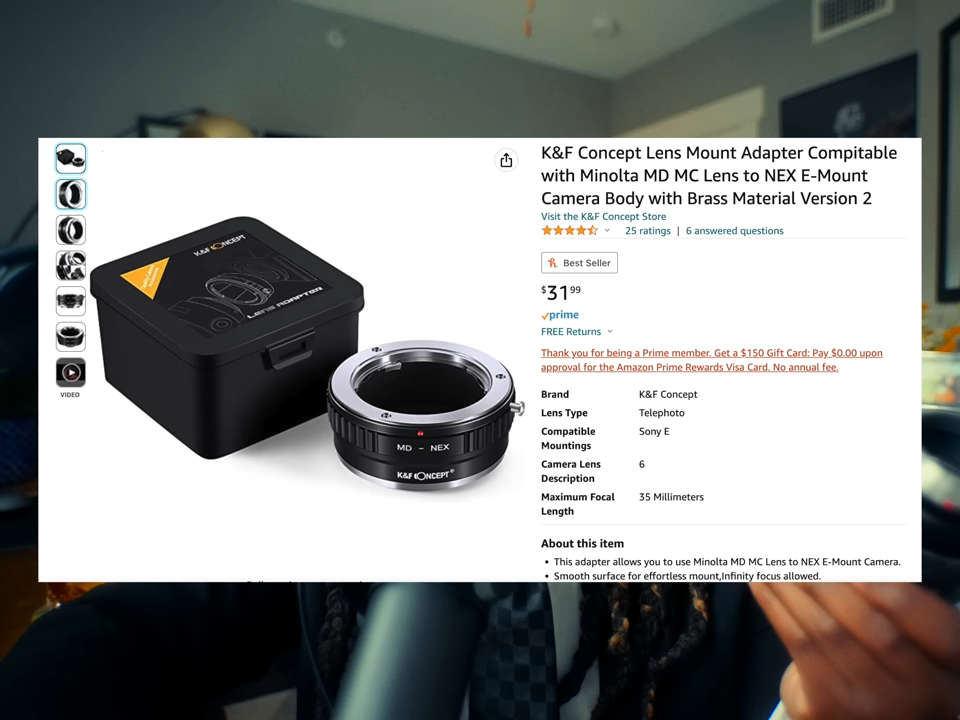 K&F Concept Lens Mount Adapter Compitable
with Minolta MD MC Lens to NEX E-Mount
Camera Body with Brass Material Version 2
Visit the K&F Concept Store
25 ratings | 6 answered questions
Best Seller
$31.99
prime
FREE Returns
Thank you for being a Prime member. Get a $150 Gift Card: Pay $0.00 upon
approval for the Amazon Prime Rewards Visa Card. No annual fee.
Brand K&F Concept
Lens Type Telephoto
Compatible Mountings Sony E
Camera Lens Description 6
Maximum Focal Length 35 Millimeters
About this item
• This adapter allows you to use Minolta MD MC Lens to NEX E-Mount Camera.
• Smooth surface for effortless mount,Infinity focus allowed.
VIDEO
K&F CONCEPT
LENS ADAPTER
MD – NEX
K&F CONCEPT®